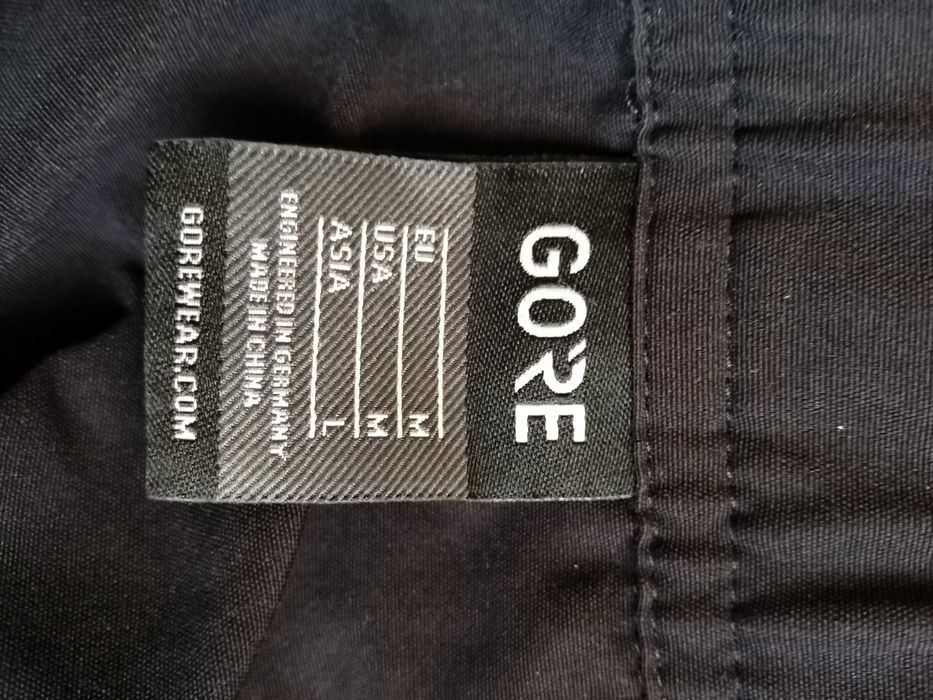 GORE
EU M
USA M
ASIA L
ENGINEERED IN GERMANY
MADE IN CHINA
GOREWEAR.COM